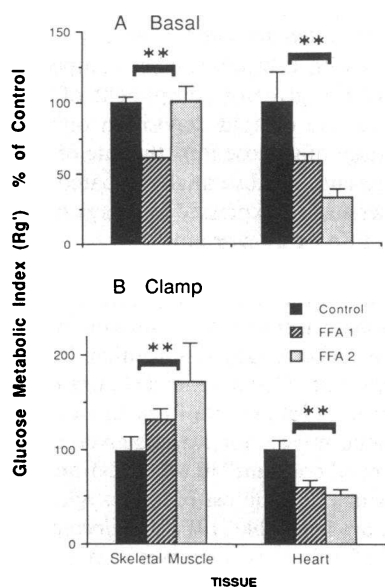 Glucose Metabolic Index (Rg') % of Control
A Basal
150
100
50
0
**
**
B Clamp
200
100
0
**
**
Control
FFA 1
FFA 2
Skeletal Muscle
Heart
TISSUE